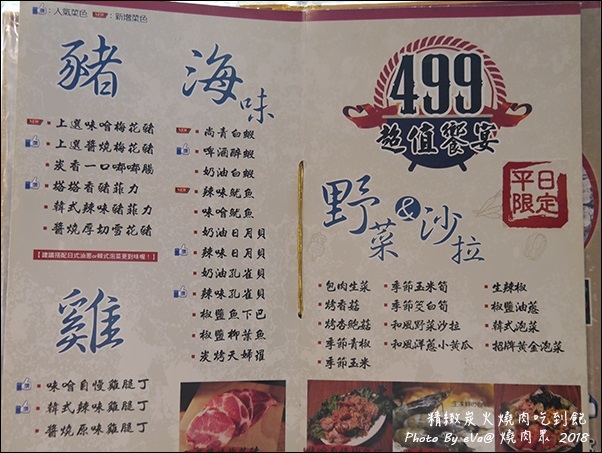 ：人氣菜色 NEW：新增菜色
豬
NEW 上選味噌梅花豬
上選醬燒梅花豬
炭香一口嘟嘟腸
塔塔香豬菲力
韓式辣味豬菲力
醬燒厚切雪花豬
【建議搭配日式油蔥or韓式泡菜更對味喔！】
雞
味噌自慢雞腿丁
韓式辣味雞腿丁
醬燒原味雞腿丁
海味
尚青白蝦
啤酒醉蝦
奶油白蝦
NEW 辣味魷魚
味噌魷魚
奶油日月貝
辣味日月貝
奶油孔雀貝
辣味孔雀貝
椒鹽魚下巴
椒鹽柳葉魚
炭烤天婦羅
499
超值饗宴
平日限定
野菜&沙拉
包肉生菜
烤香菇
烤杏鮑菇
季節青椒
季節玉米
季節玉米筍
季節茭白筍
和風野菜沙拉
和風洋蔥小黃瓜
生辣椒
椒鹽油蔥
韓式泡菜
招牌黃金泡菜
精緻炭火燒肉吃到飽
Photo By eVa@ 燒肉眾 2018